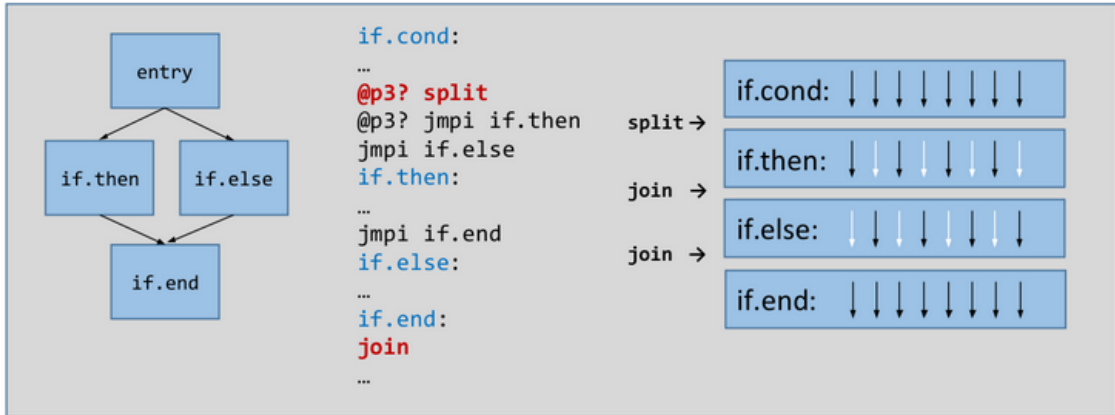 entry
if.then
if.else
if.end
if.cond:
…
@p3? split
@p3? jmpi if.then
jmpi if.else
if.then:
…
jmpi if.end
if.else:
…
if.end:
join
…
split →
join →
join →
if.cond:
if.then:
if.else:
if.end: